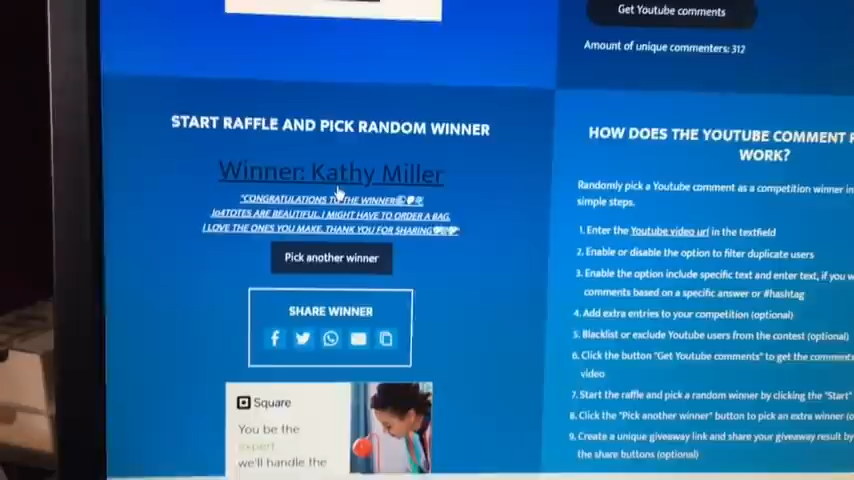 Get Youtube comments
Amount of unique commenters: 312
START RAFFLE AND PICK RANDOM WINNER
Winner: Kathy Miller
"CONGRATULATIONS TO THE WINNER
ARE BEAUTIFUL. I MIGHT HAVE TO ORDER A BAG.
I LOVE THE ONES YOU MAKE. THANK YOU FOR SHARING
Pick another winner
SHARE WINNER
Square
You be the
expert
we'll handle the
HOW DOES THE YOUTUBE COMMENT
WORK?
Randomly pick a Youtube comment as a competition winner in
simple steps.
1. Enter the Youtube video url in the textfield
2. Enable or disable the option to filter duplicate users
3. Enable the option include specific text and enter text, if you
comments based on a specific answer or #hashtag
4. Add extra entries to your competition (optional)
5. Blacklist or exclude Youtube users from the contest (optional)
6. Click the button "Get Youtube comments" to get the comments
video
7. Start the raffle and pick a random winner by clicking the "Start"
8. Click the "Pick another winner" button to pick an extra winner
9. Create a unique giveaway link and share your giveaway result by
the share buttons (optional)